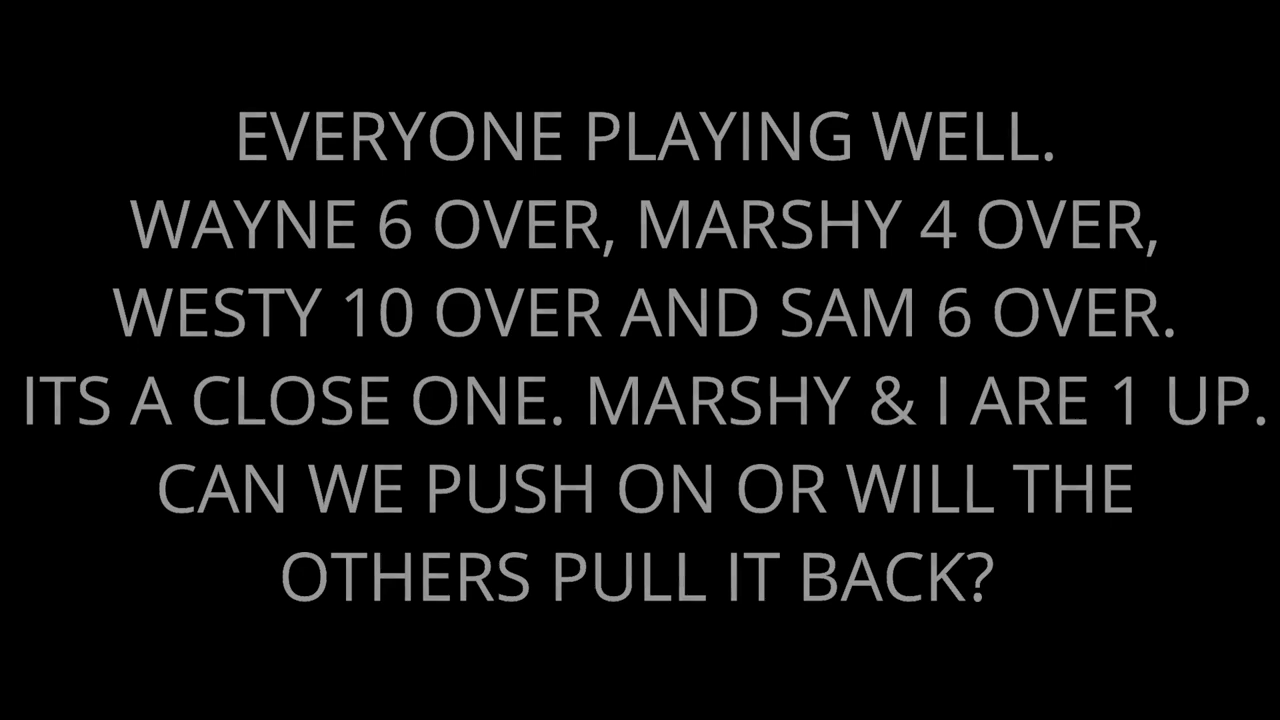 EVERYONE PLAYING WELL.
WAYNE 6 OVER, MARSHY 4 OVER,
WESTY 10 OVER AND SAM 6 OVER.
ITS A CLOSE ONE. MARSHY & I ARE 1 UP.
CAN WE PUSH ON OR WILL THE
OTHERS PULL IT BACK?